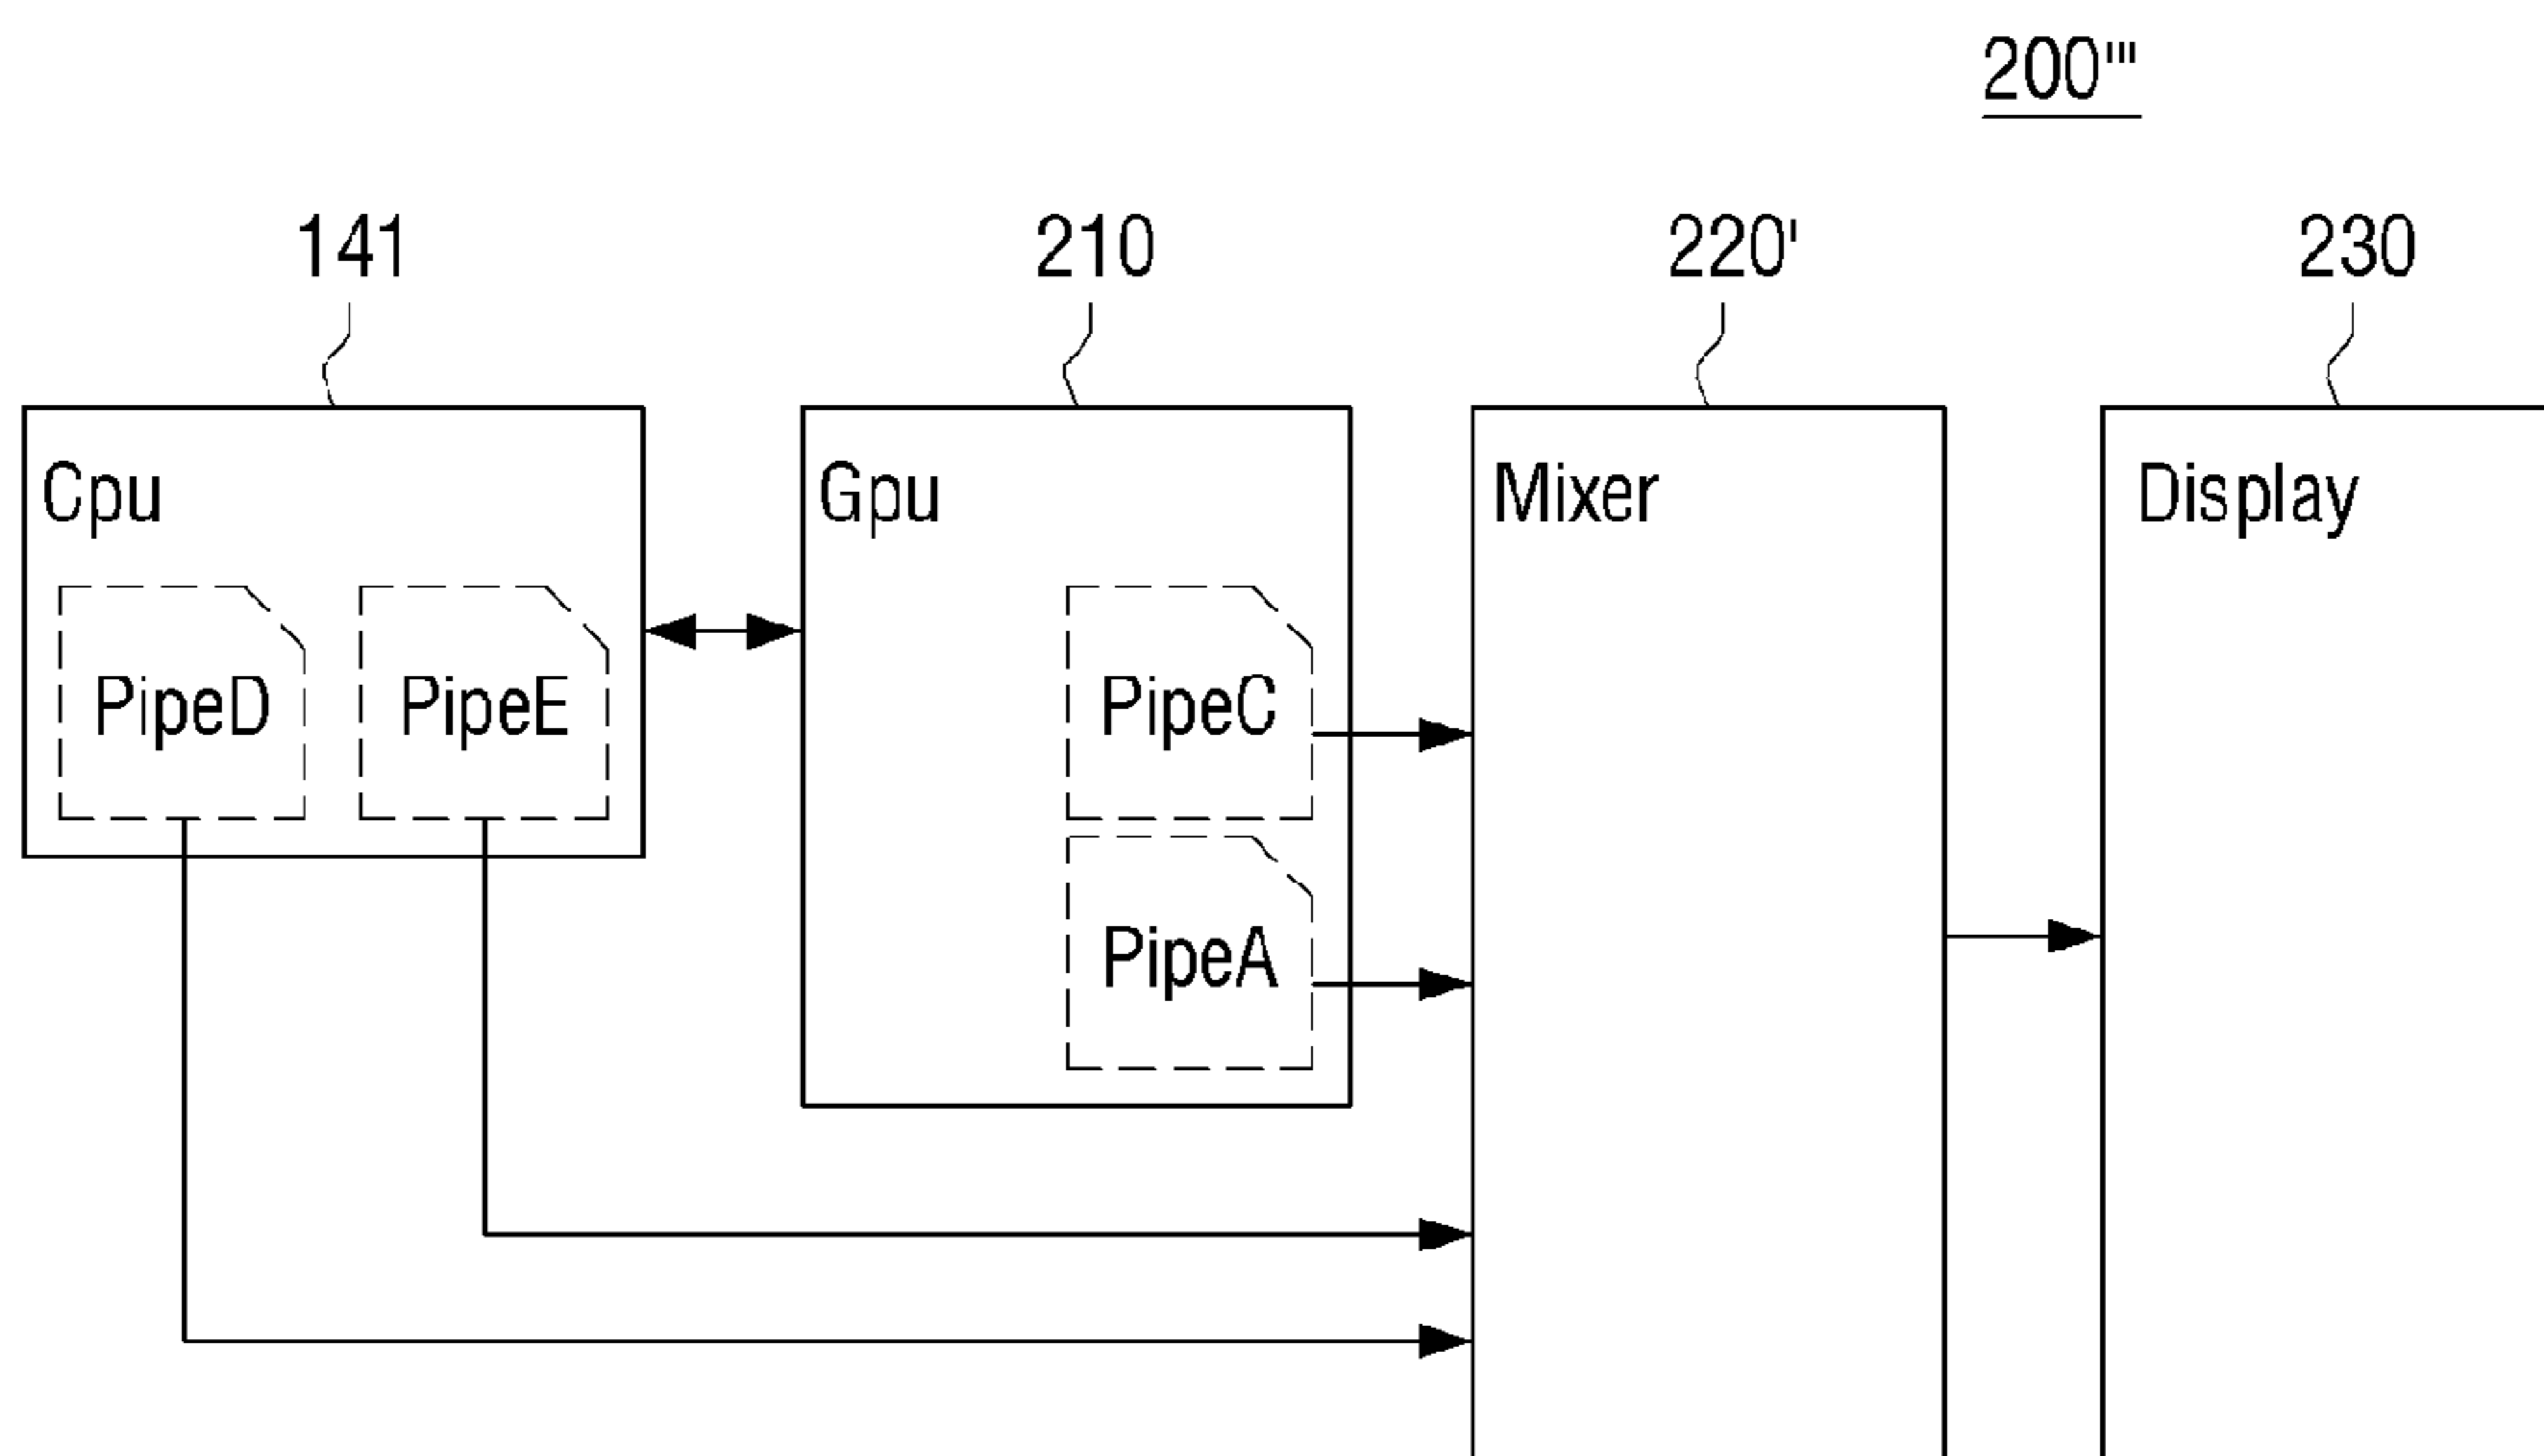 200'''
141 210 220' 230
Cpu Gpu Mixer Display
PipeD PipeE PipeC
PipeA